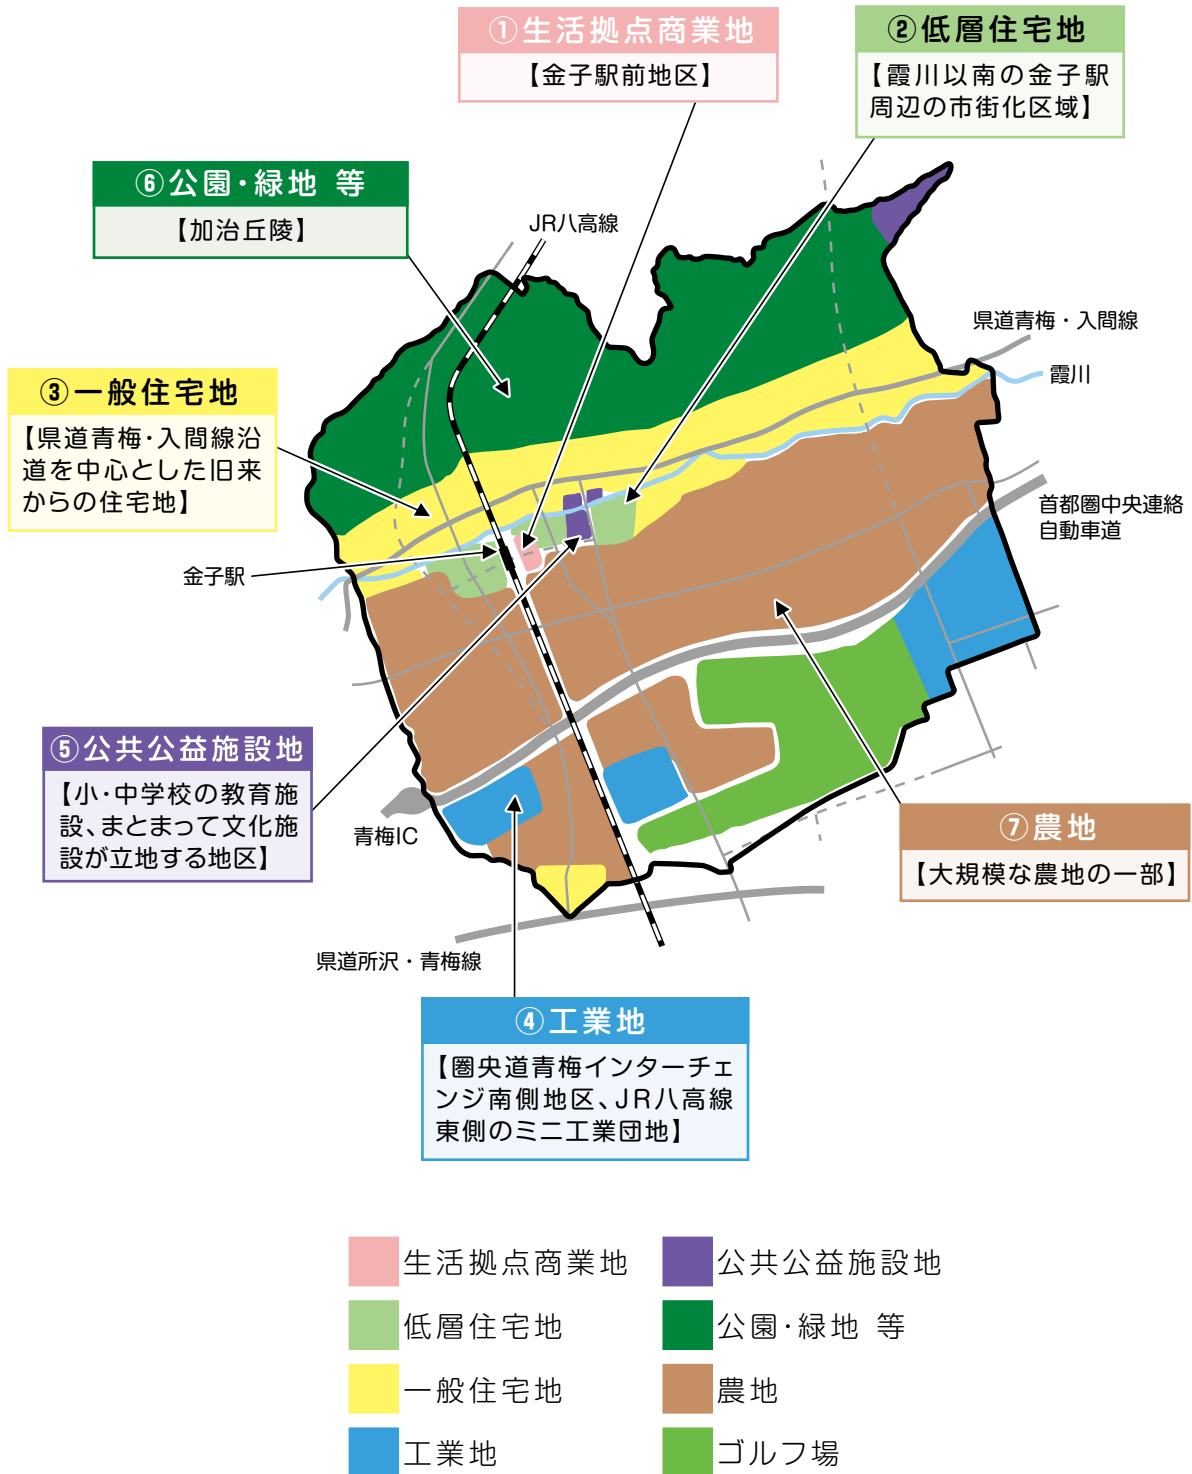 ①生活拠点商業地
【金子駅前地区】
②低層住宅地
【霞川以南の金子駅
周辺の市街化区域】
⑥公園・緑地 等
【加治丘陵】
JR八高線
県道青梅・入間線
霞川
③一般住宅地
【県道青梅・入間線沿
道を中心とした旧来
からの住宅地】
首都圏中央連絡
自動車道
金子駅
⑤公共公益施設地
【小・中学校の教育施
設、まとまって文化施
設が立地する地区】
青梅IC
⑦農地
【大規模な農地の一部】
県道所沢・青梅線
④工業地
【圏央道青梅インターチェ
ンジ南側地区、JR八高線
東側のミニ工業団地】
生活拠点商業地
公共公益施設地
低層住宅地
公園・緑地 等
一般住宅地
農地
工業地
ゴルフ場